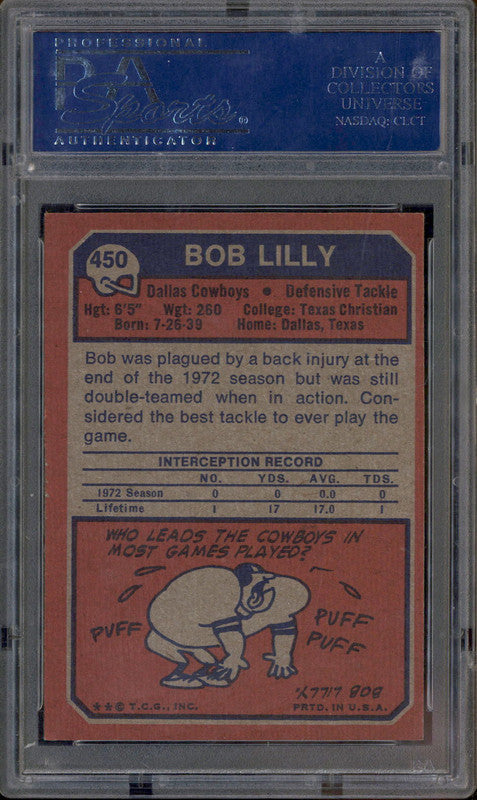 PROFESSIONAL
PSA
Sports®
AUTHENTICATOR
A
DIVISION OF
COLLECTORS
UNIVERSE
NASDAQ: CLCT
450
BOB LILLY
Dallas Cowboys • Defensive Tackle
Hgt: 6'5" Wgt: 260 College: Texas Christian
Born: 7-26-39 Home: Dallas, Texas
Bob was plagued by a back injury at the
end of the 1972 season but was still
double-teamed when in action. Con-
sidered the best tackle to ever play the
game.
INTERCEPTION RECORD
NO. YDS. AVG. TDS.
1972 Season 0 0 0.0 0
Lifetime 1 17 17.0 1
WHO LEADS THE COWBOYS IN
MOST GAMES PLAYED?
PUFF
PUFF
PUFF
BOB LILLY.
**© T.C.G., INC. PRTD. IN U.S.A.